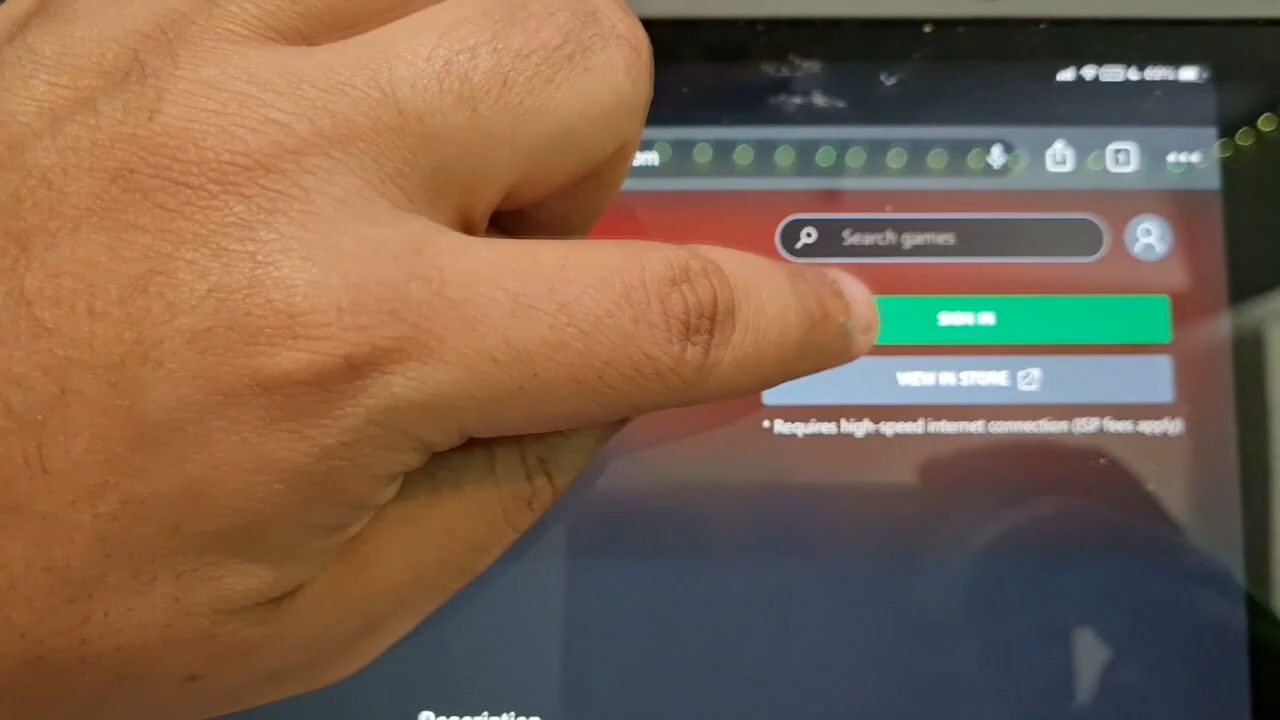 Search games
SIGN IN
VIEW IN STORE
* Requires high-speed internet connection (ISP fees apply)
Description